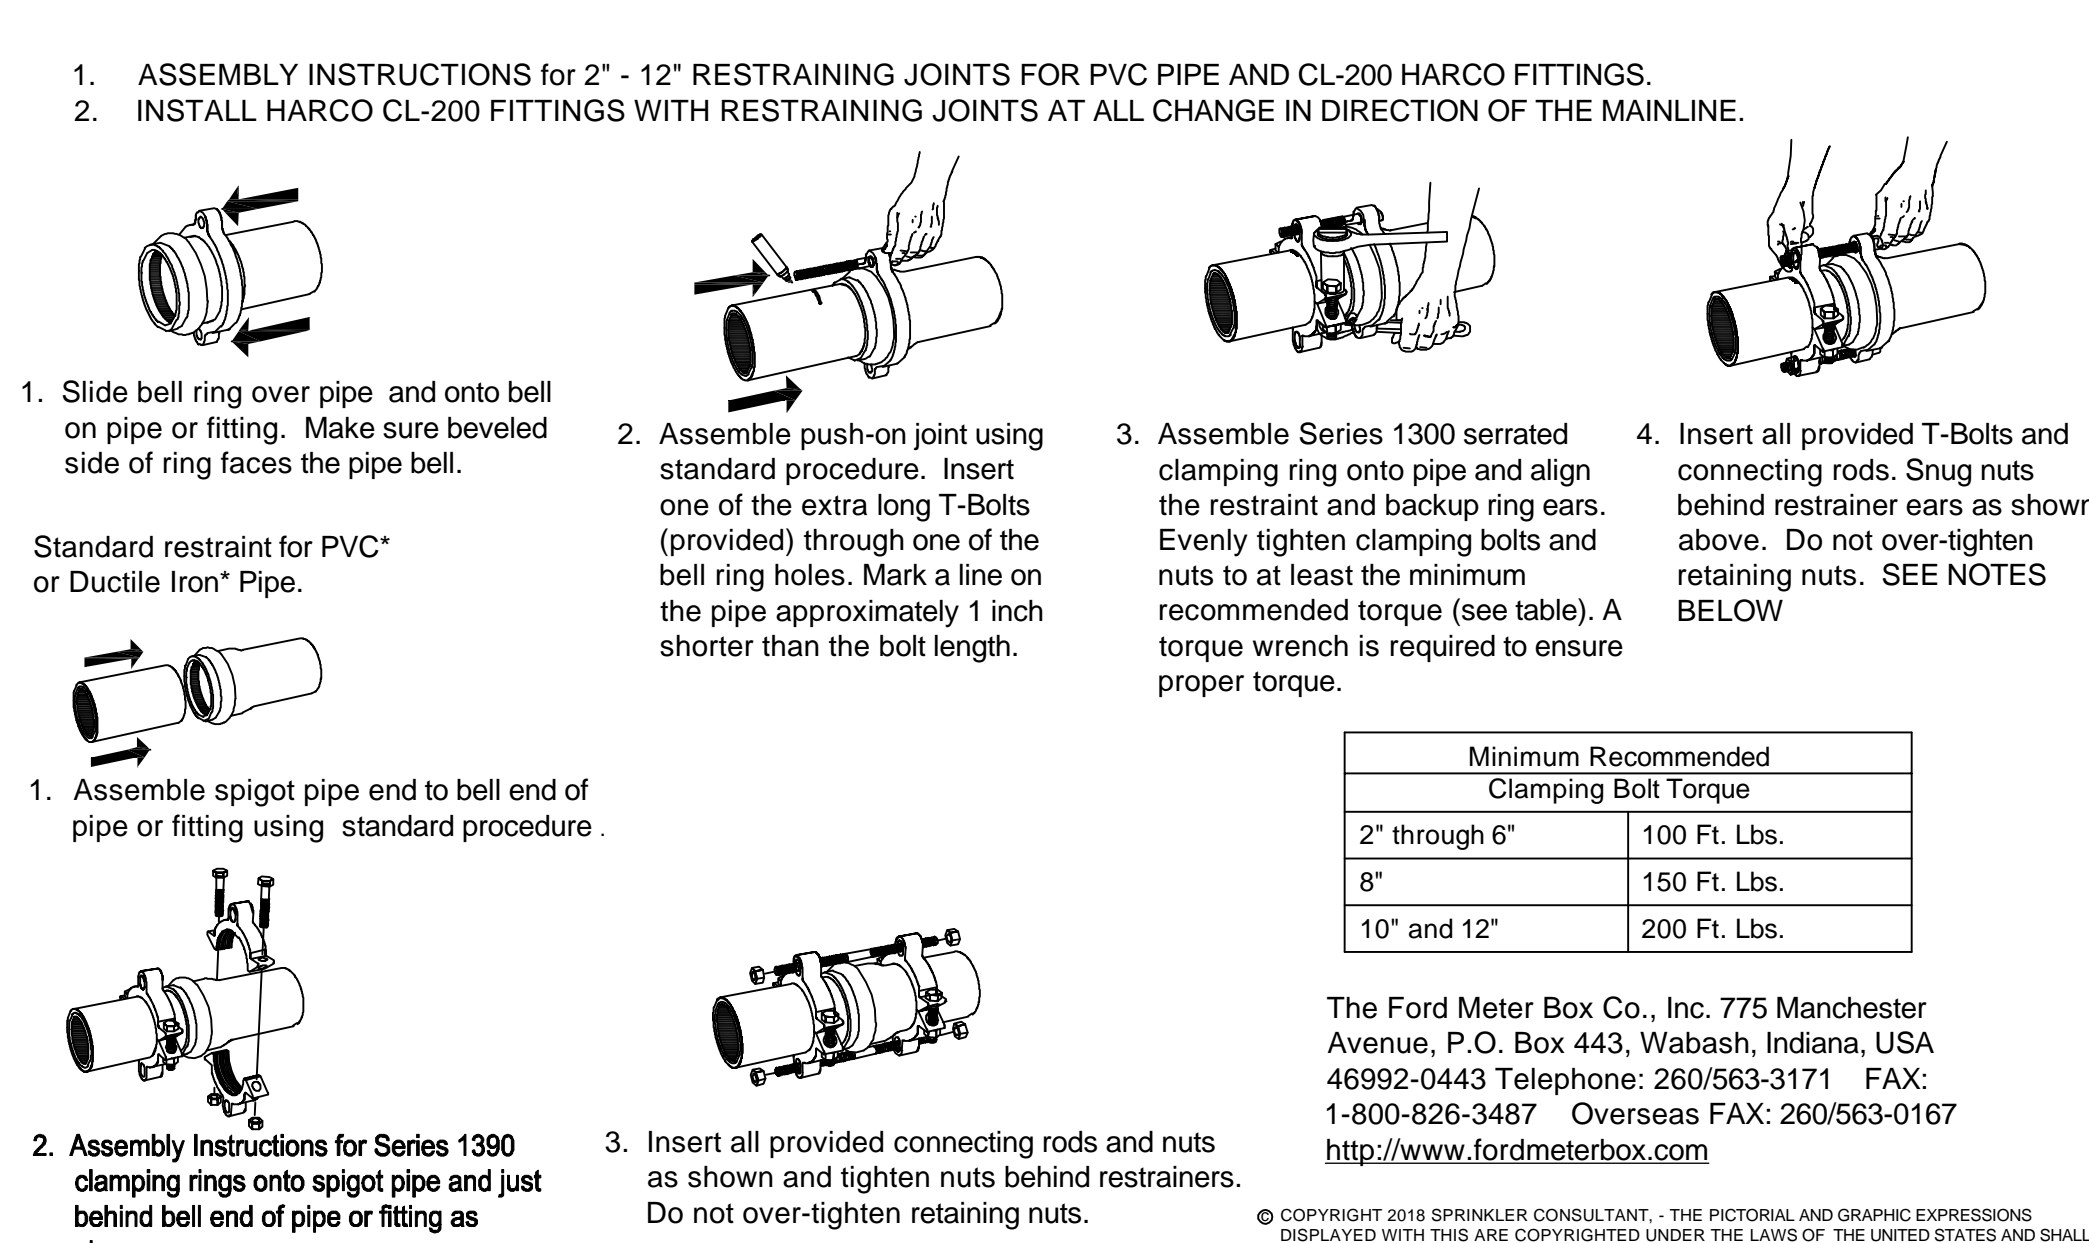 1. ASSEMBLY INSTRUCTIONS for 2" - 12" RESTRAINING JOINTS FOR PVC PIPE AND CL-200 HARCO FITTINGS.
2. INSTALL HARCO CL-200 FITTINGS WITH RESTRAINING JOINTS AT ALL CHANGE IN DIRECTION OF THE MAINLINE.
1. Slide bell ring over pipe and onto bell
on pipe or fitting. Make sure beveled
side of ring faces the pipe bell.
2. Assemble push-on joint using
standard procedure. Insert
one of the extra long T-Bolts
(provided) through one of the
bell ring holes. Mark a line on
the pipe approximately 1 inch
shorter than the bolt length.
3. Assemble Series 1300 serrated
clamping ring onto pipe and align
the restraint and backup ring ears.
Evenly tighten clamping bolts and
nuts to at least the minimum
recommended torque (see table). A
torque wrench is required to ensure
proper torque.
4. Insert all provided T-Bolts and
connecting rods. Snug nuts
behind restrainer ears as shown
above. Do not over-tighten
retaining nuts. SEE NOTES
BELOW
Standard restraint for PVC*
or Ductile Iron* Pipe.
1. Assemble spigot pipe end to bell end of
pipe or fitting using standard procedure .
2. Assembly Instructions for Series 1390
clamping rings onto spigot pipe and just
behind bell end of pipe or fitting as
3. Insert all provided connecting rods and nuts
as shown and tighten nuts behind restrainers.
Do not over-tighten retaining nuts.
Minimum Recommended
Clamping Bolt Torque
2" through 6" 100 Ft. Lbs.
8" 150 Ft. Lbs.
10" and 12" 200 Ft. Lbs.
The Ford Meter Box Co., Inc. 775 Manchester
Avenue, P.O. Box 443, Wabash, Indiana, USA
46992-0443 Telephone: 260/563-3171 FAX:
1-800-826-3487 Overseas FAX: 260/563-0167
http://www.fordmeterbox.com
© COPYRIGHT 2018 SPRINKLER CONSULTANT, - THE PICTORIAL AND GRAPHIC EXPRESSIONS
DISPLAYED WITH THIS ARE COPYRIGHTED UNDER THE LAWS OF THE UNITED STATES AND SHALL